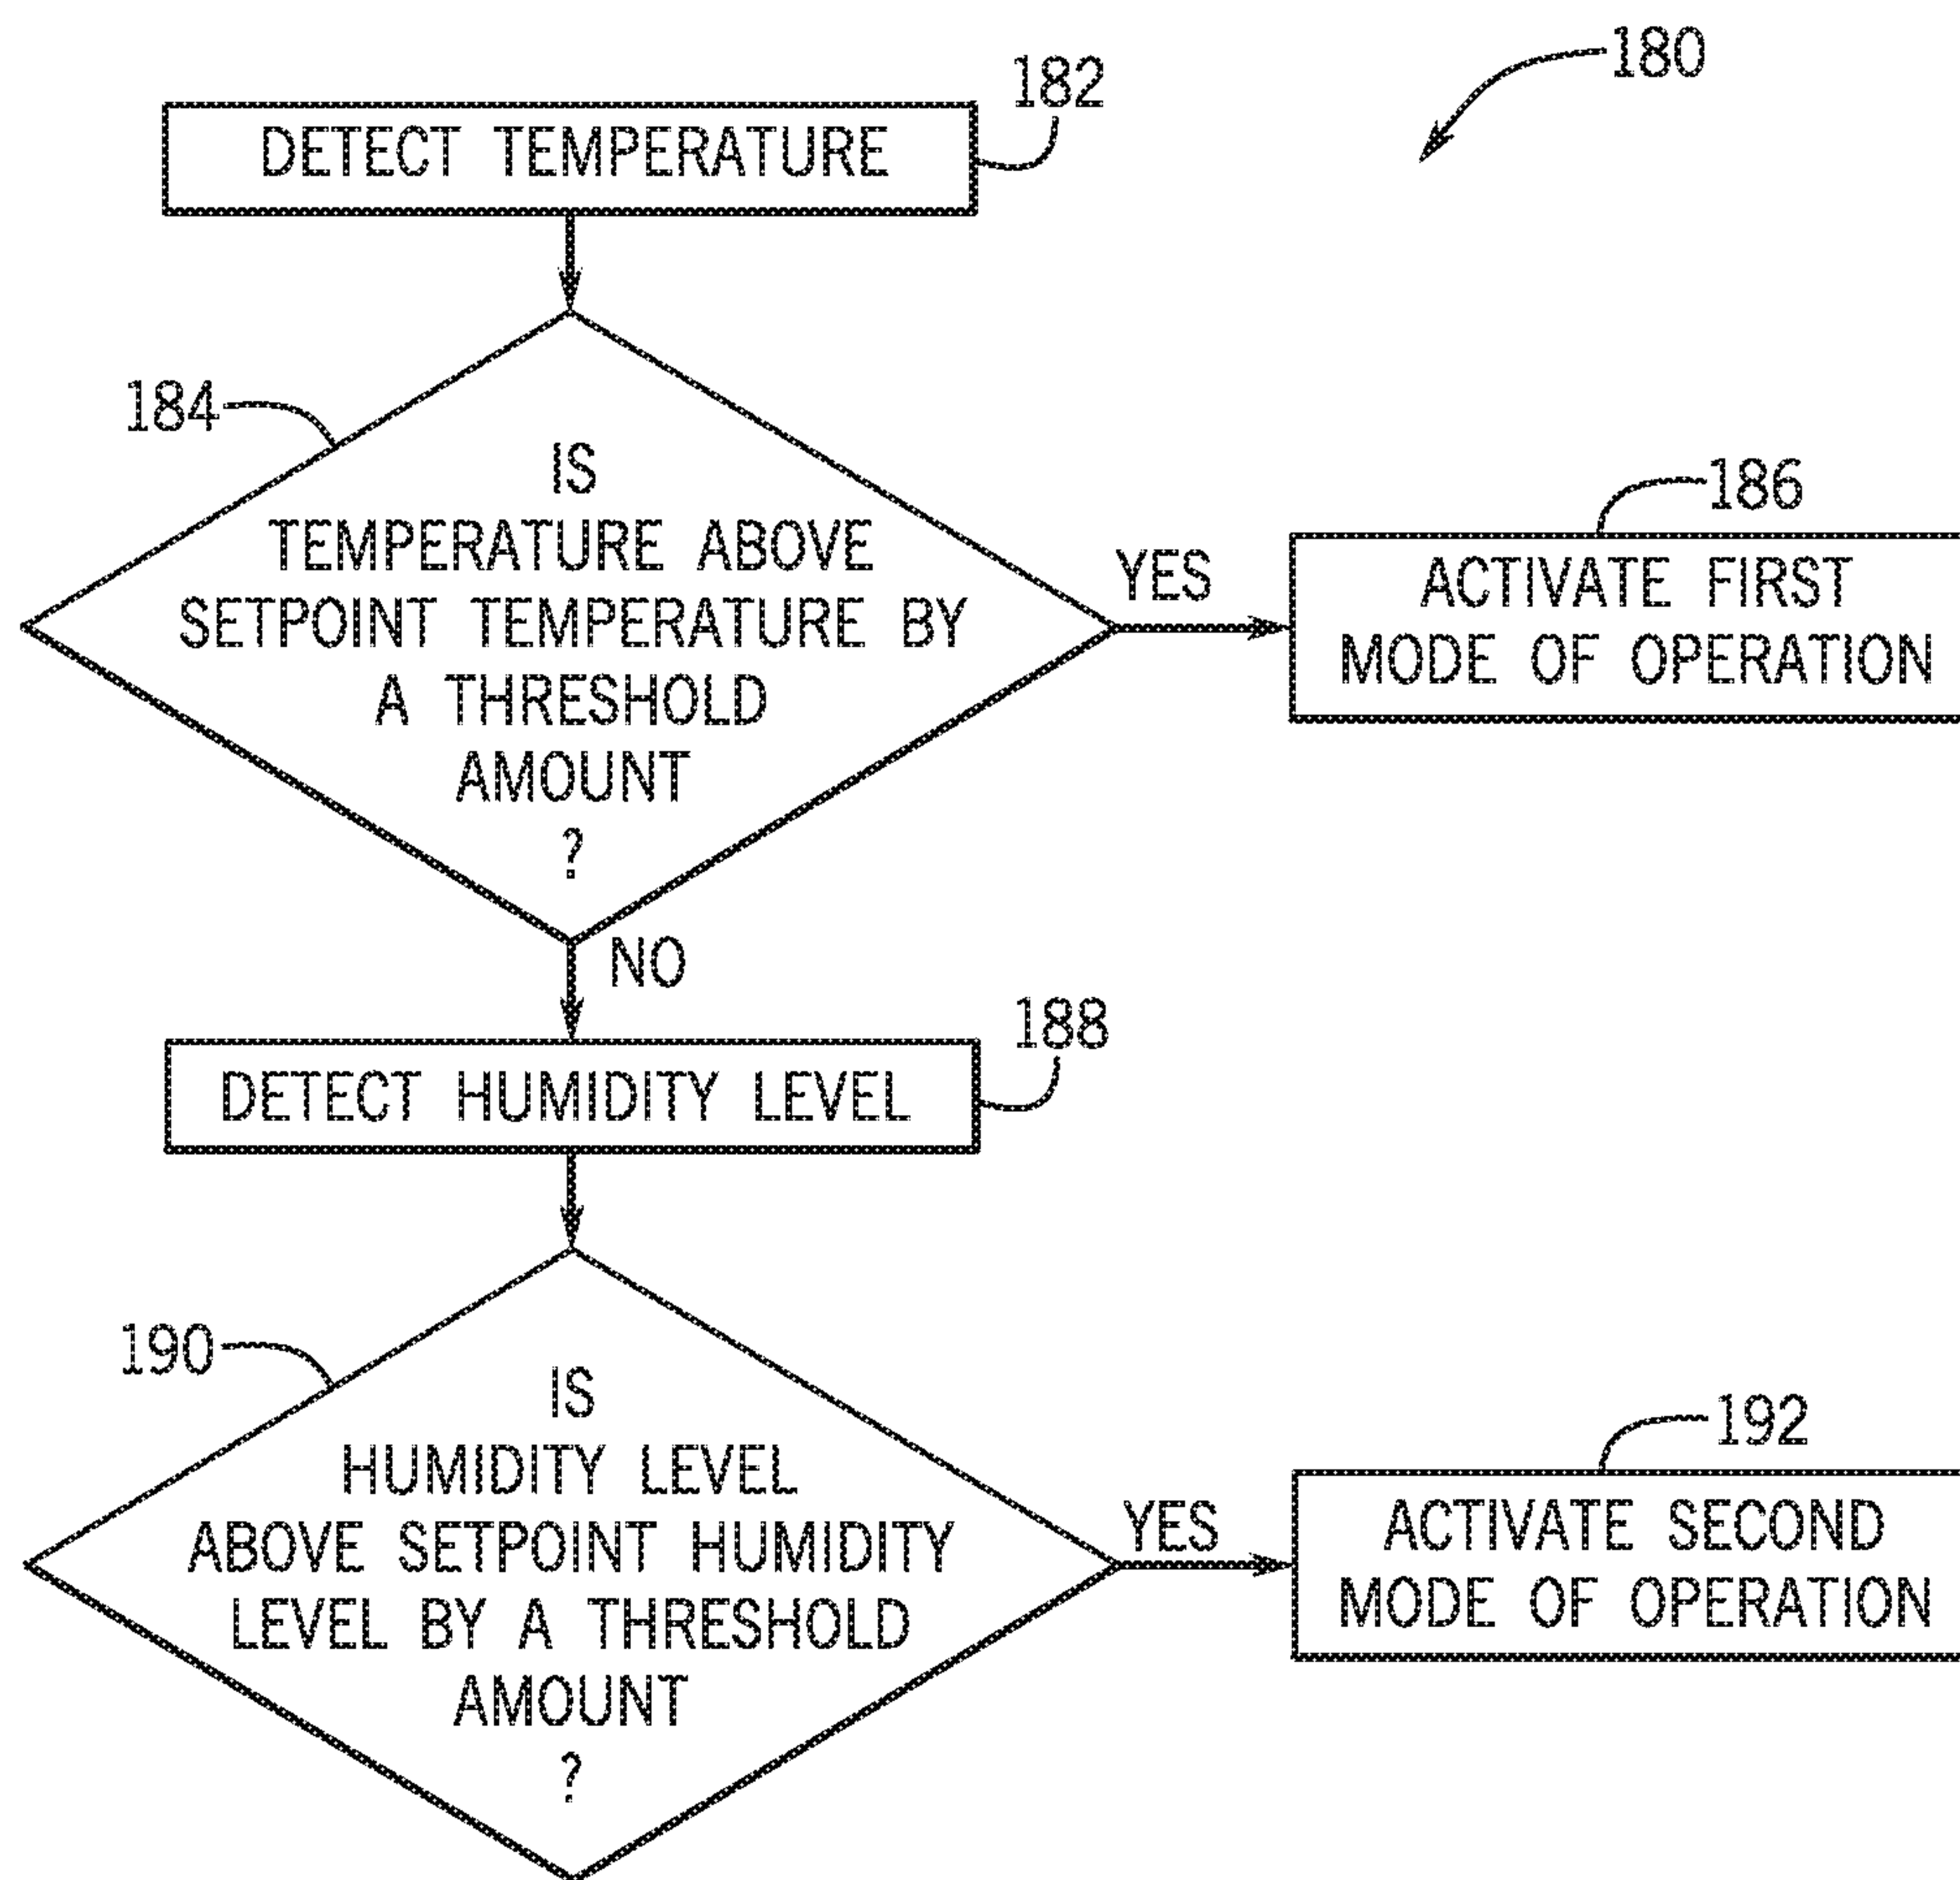 180
182
DETECT TEMPERATURE
184
IS
TEMPERATURE ABOVE
SETPOINT TEMPERATURE BY
A THRESHOLD
AMOUNT
?
YES
186
ACTIVATE FIRST
MODE OF OPERATION
NO
188
DETECT HUMIDITY LEVEL
190
IS
HUMIDITY LEVEL
ABOVE SETPOINT HUMIDITY
LEVEL BY A THRESHOLD
AMOUNT
?
YES
192
ACTIVATE SECOND
MODE OF OPERATION